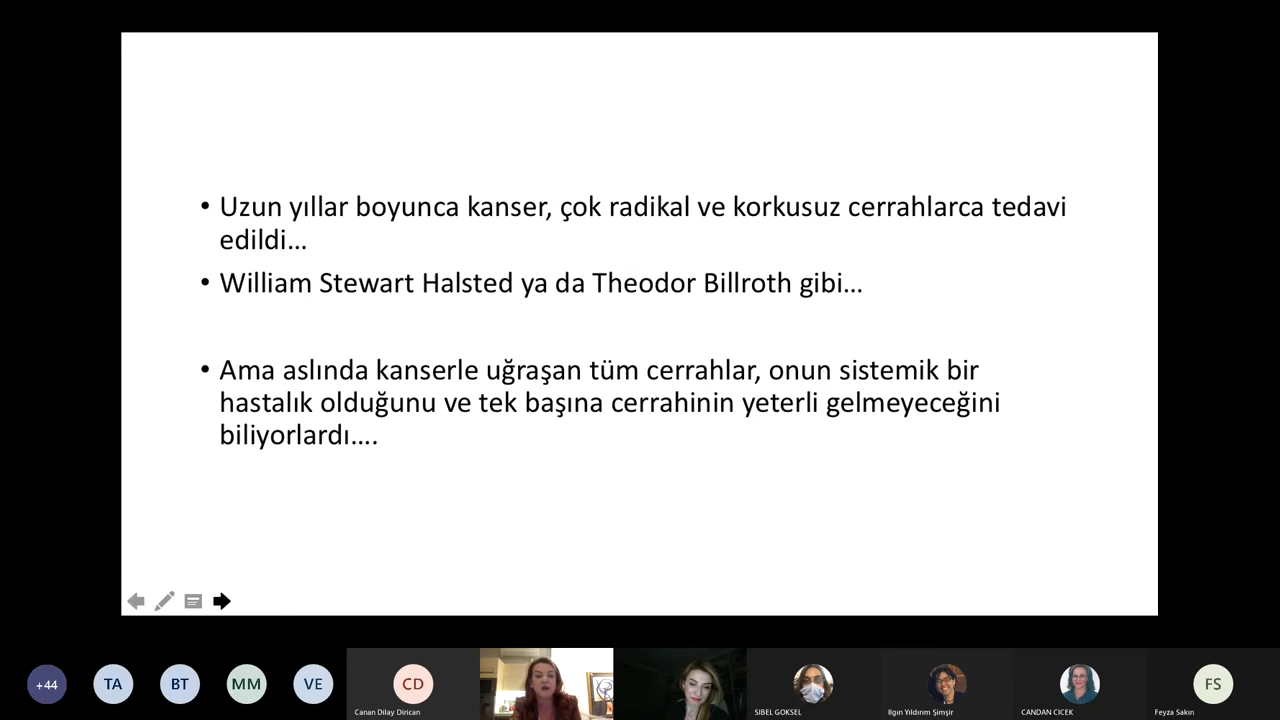 • Uzun yıllar boyunca kanser, çok radikal ve korkusuz cerrahlarca tedavi
edildi…
• William Stewart Halsted ya da Theodor Billroth gibi…
• Ama aslında kanserle uğraşan tüm cerrahlar, onun sistemik bir
hastalık olduğunu ve tek başına cerrahinin yeterli gelmeyeceğini
biliyorlardı….
+44
TA
BT
MM
VE
CD
Canan Dilay Dirican
SIBEL GOKSEL
Ilgın Yıldırım Şimşir
CANDAN CICEK
FS
Feyza Sakın